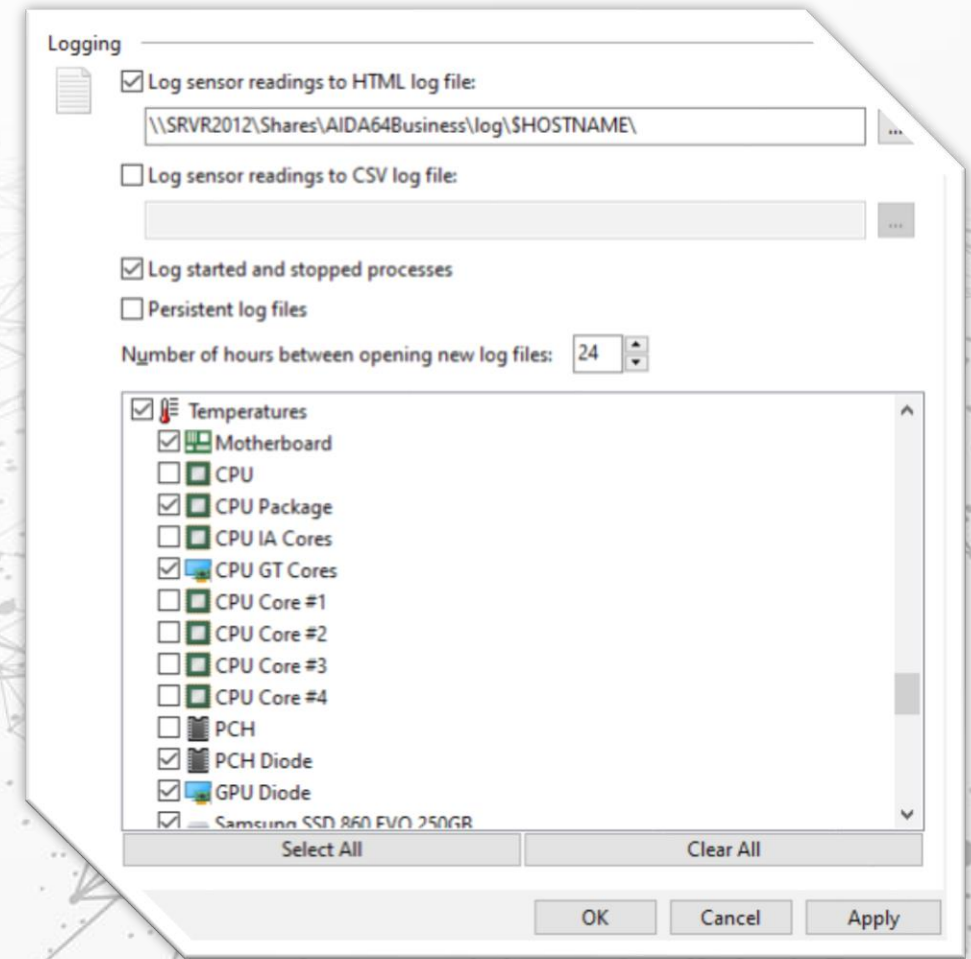 Logging
Log sensor readings to HTML log file:
\\SRVR2012\Shares\AIDA64Business\log\$HOSTNAME\
...
Log sensor readings to CSV log file:
...
Log started and stopped processes
Persistent log files
Number of hours between opening new log files: 24
Temperatures
Motherboard
CPU
CPU Package
CPU IA Cores
CPU GT Cores
CPU Core #1
CPU Core #2
CPU Core #3
CPU Core #4
PCH
PCH Diode
GPU Diode
Samsung SSD 860 EVO 250GB
Select All Clear All
OK Cancel Apply